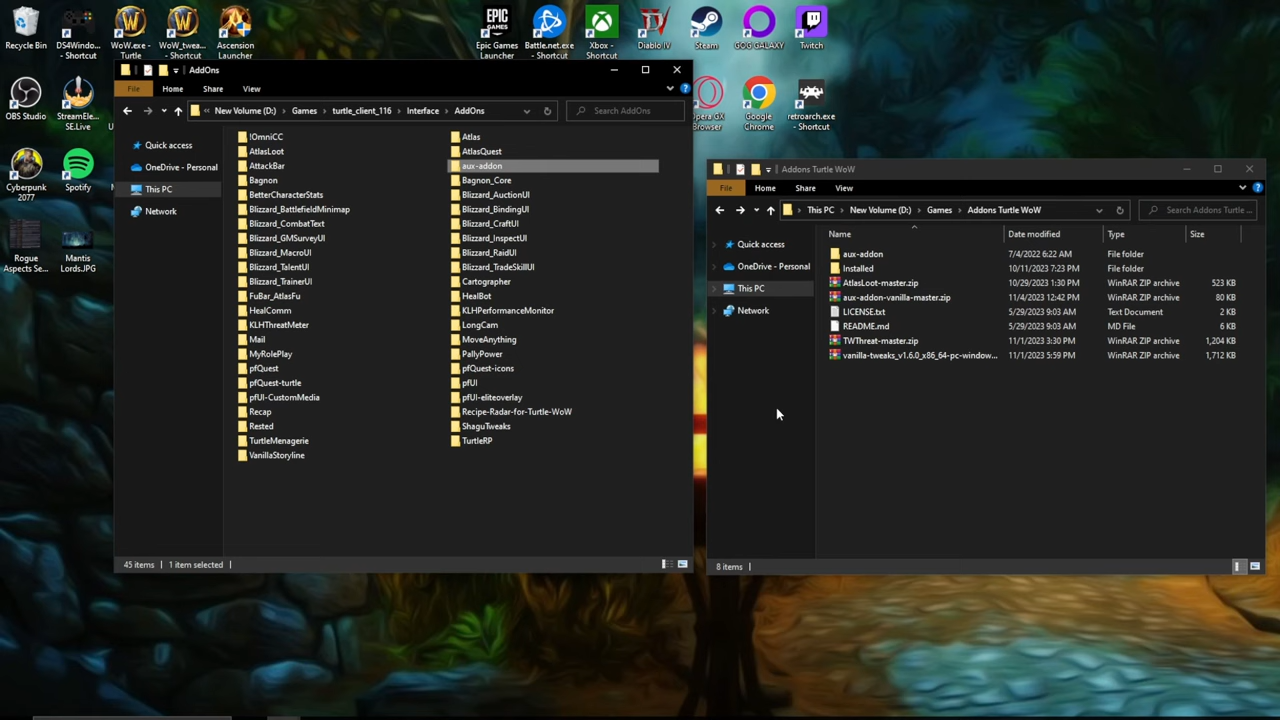 Recycle Bin
DS4Windo...
- Shortcut
WoW.exe -
Turtle
WoW_twea...
- Shortcut
Ascension
Launcher
EPIC
GAMES
Epic Games
Launcher
Battle.net.exe
- Shortcut
Xbox -
Shortcut
IV
Diablo IV
Steam
GOG GALAXY
Twitch
OBS Studio
StreamEle...
SE.Live
Opera GX
Browser
Google
Chrome
retroarch.exe
- Shortcut
Cyberpunk
2077
Spotify
Rogue
Aspects Se...
Mantis
Lords.JPG
AddOns
File
Home
Share
View
New Volume (D:)
Games
turtle_client_116
Interface
AddOns
Search AddOns
Quick access
OneDrive - Personal
This PC
Network
!OmniCC
Atlas
AtlasLoot
AtlasQuest
AttackBar
aux-addon
Bagnon
Bagnon_Core
BetterCharacterStats
Blizzard_AuctionUI
Blizzard_BattlefieldMinimap
Blizzard_BindingUI
Blizzard_CombatText
Blizzard_CraftUI
Blizzard_GMSurveyUI
Blizzard_InspectUI
Blizzard_MacroUI
Blizzard_RaidUI
Blizzard_TalentUI
Blizzard_TradeSkillUI
Blizzard_TrainerUI
Cartographer
FuBar_AtlasFu
HealBot
HealComm
KLHPerformanceMonitor
KLHThreatMeter
LongCam
Mail
MoveAnything
MyRolePlay
PallyPower
pfQuest
pfQuest-icons
pfQuest-turtle
pfUI
pfUI-CustomMedia
pfUI-eliteoverlay
Recap
Recipe-Radar-for-Turtle-WoW
Rested
ShaguTweaks
TurtleMenagerie
TurtleRP
VanillaStoryline
45 items
1 item selected
Addons Turtle WoW
File
Home
Share
View
This PC
New Volume (D:)
Games
Addons Turtle WoW
Search Addons Turtle ...
Quick access
OneDrive - Personal
This PC
Network
Name Date modified Type Size
aux-addon 7/4/2022 6:22 AM File folder
Installed 10/11/2023 7:23 PM File folder
AtlasLoot-master.zip 10/29/2023 1:30 PM WinRAR ZIP archive 523 KB
aux-addon-vanilla-master.zip 11/4/2023 12:42 PM WinRAR ZIP archive 80 KB
LICENSE.txt 5/29/2023 9:03 AM Text Document 2 KB
README.md 5/29/2023 9:03 AM MD File 6 KB
TWThreat-master.zip 11/1/2023 3:30 PM WinRAR ZIP archive 1,204 KB
vanilla-tweaks_v1.6.0_x86_64-pc-window... 11/1/2023 5:59 PM WinRAR ZIP archive 1,712 KB
8 items